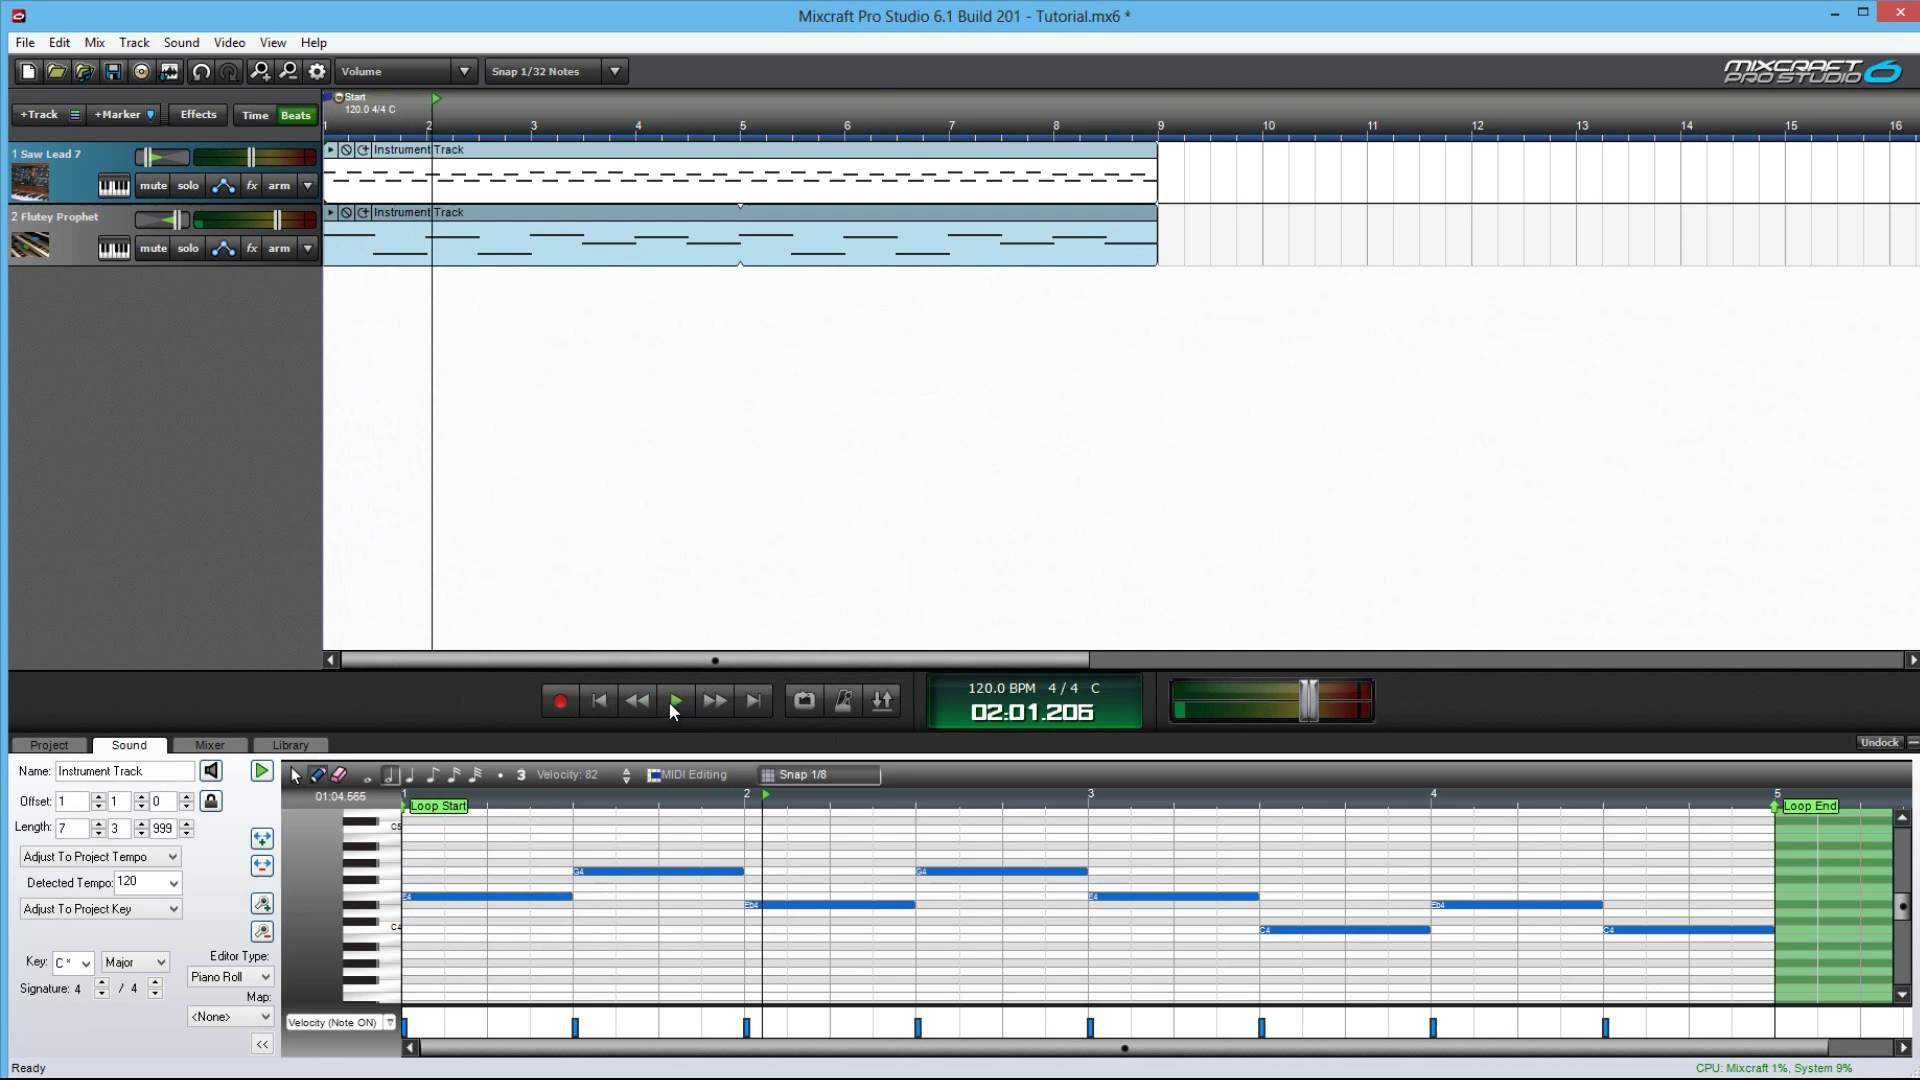 Mixcraft Pro Studio 6.1 Build 201 - Tutorial.mx6 *
File Edit Mix Track Sound Video View Help
Volume Snap 1/32 Notes
MIXCRAFT PRO STUDIO 6
+Track +Marker Effects Time Beats
Start
120.0 4/4 C
1 2 3 4 5 6 7 8 9 10 11 12 13 14 15 16
1 Saw Lead 7
Instrument Track
mute solo fx arm
2 Flutey Prophet
Instrument Track
mute solo fx arm
120.0 BPM 4 / 4 C
02:01.206
Project Sound Mixer Library
Undock
Name: Instrument Track
3 Velocity: 82 MIDI Editing Snap 1/8
Offset: 1 1 0
01:04.565 1 2 3 4 5
Loop Start Loop End
Length: 7 3 999
Adjust To Project Tempo
Detected Tempo: 120
Adjust To Project Key
Key: C * Major
Signature: 4 / 4
Editor Type:
Piano Roll
Map:
<None>
<<
C5
G4 G4
E4 E4
Eb4 Eb4
C4 C4 C4
Velocity (Note ON)
Ready
CPU: Mixcraft 1%, System 9%